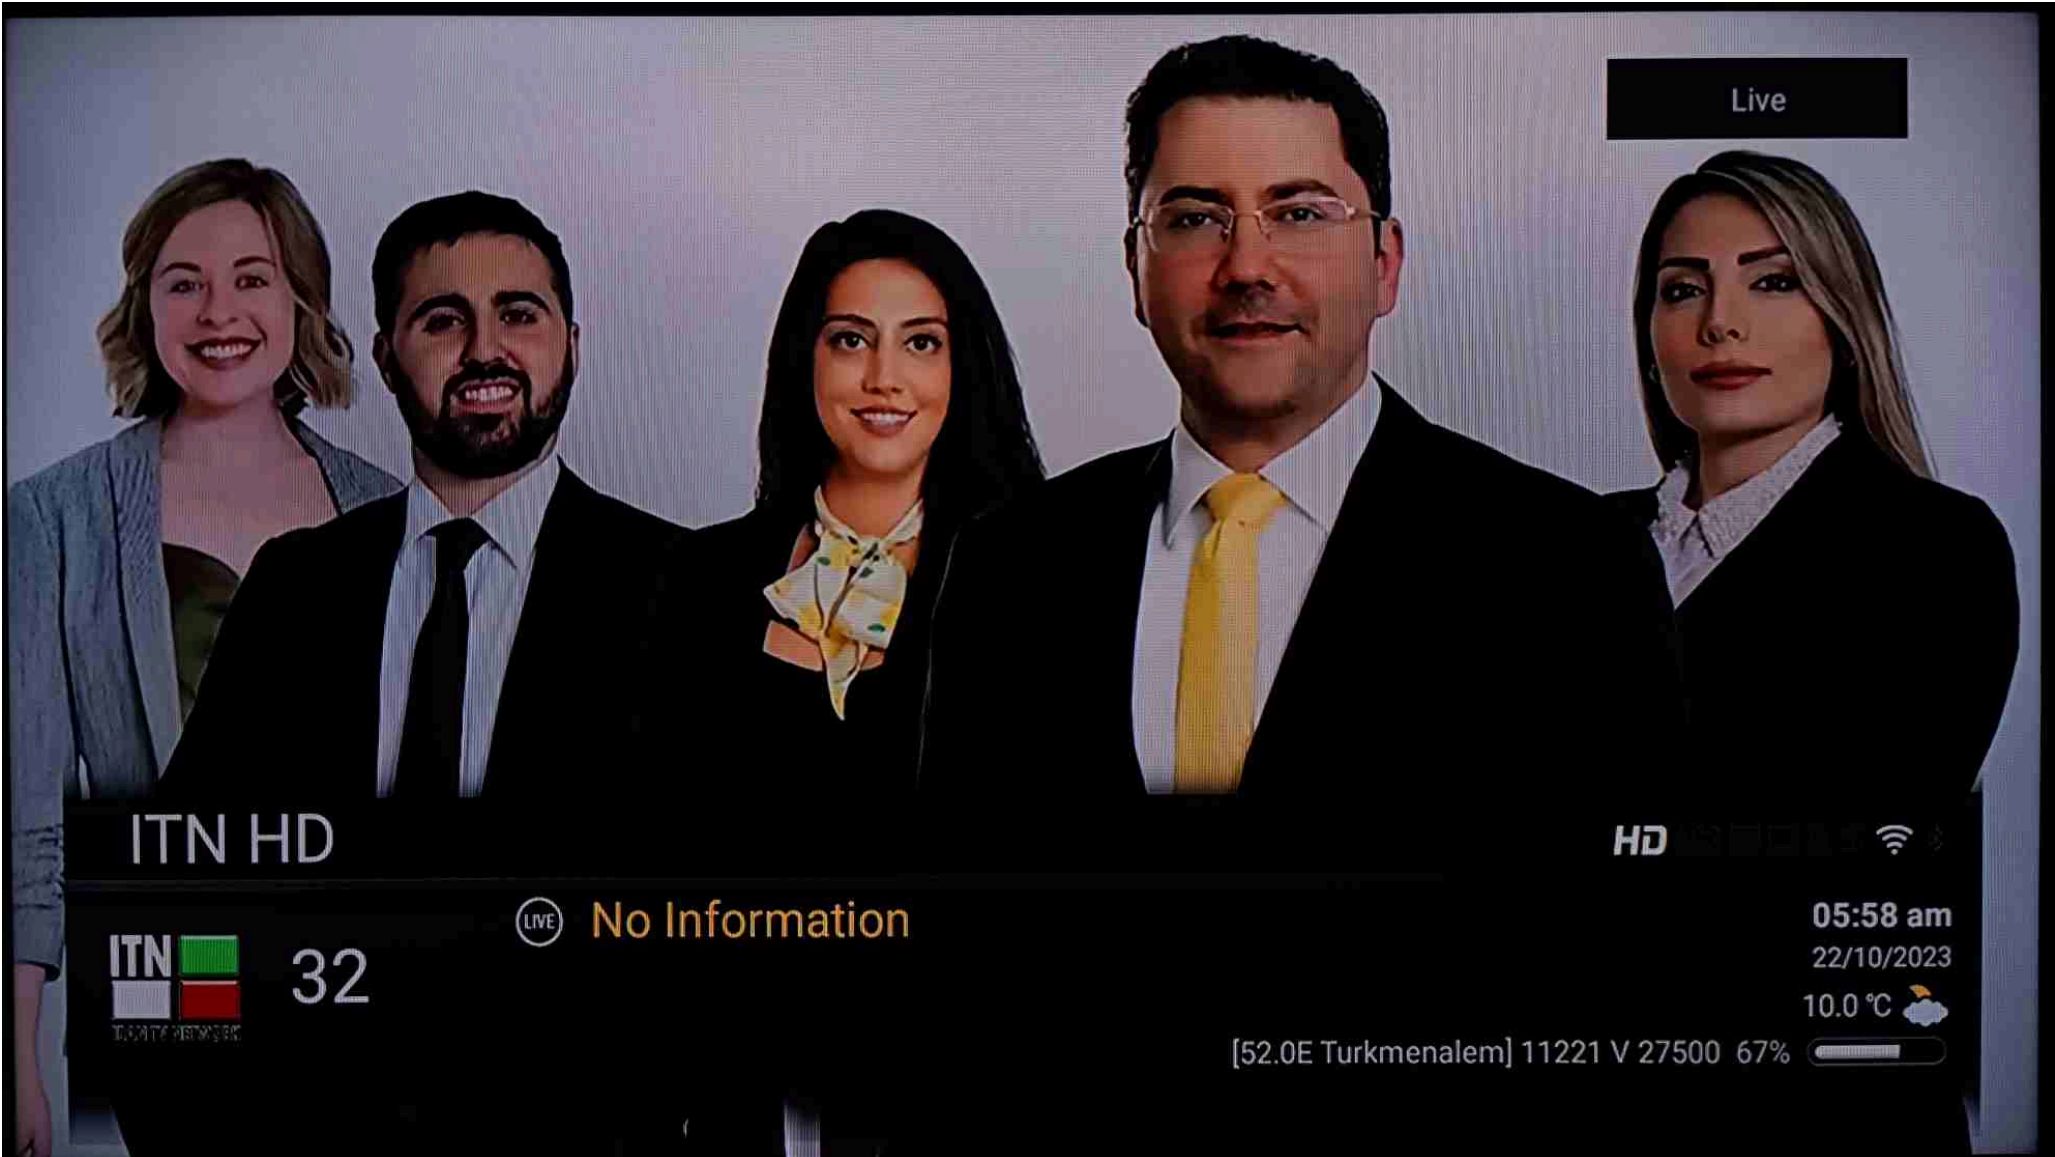 Live
ITN HD
HD
LIVE No Information
05:58 am
22/10/2023
ITN
32
10.0 °C
[52.0E Turkmenalem] 11221 V 27500 67%